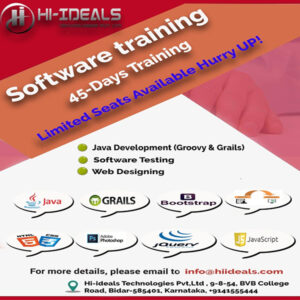 HI-IDEALS
Software training
45-Days Training
Limited Seats Available Hurry UP!
Java Development (Groovy & Grails)
Software Testing
Web Designing
Java
GRAILS
Bootstrap
HTML CSS
Adobe
Photoshop
jQuery
JavaScript
For more details, please email to info@hiideals.com
Hi-ideals Technologies Pvt,Ltd , 9-8-54, BVB College
Road, Bidar-585401, Karnataka, +9141555444